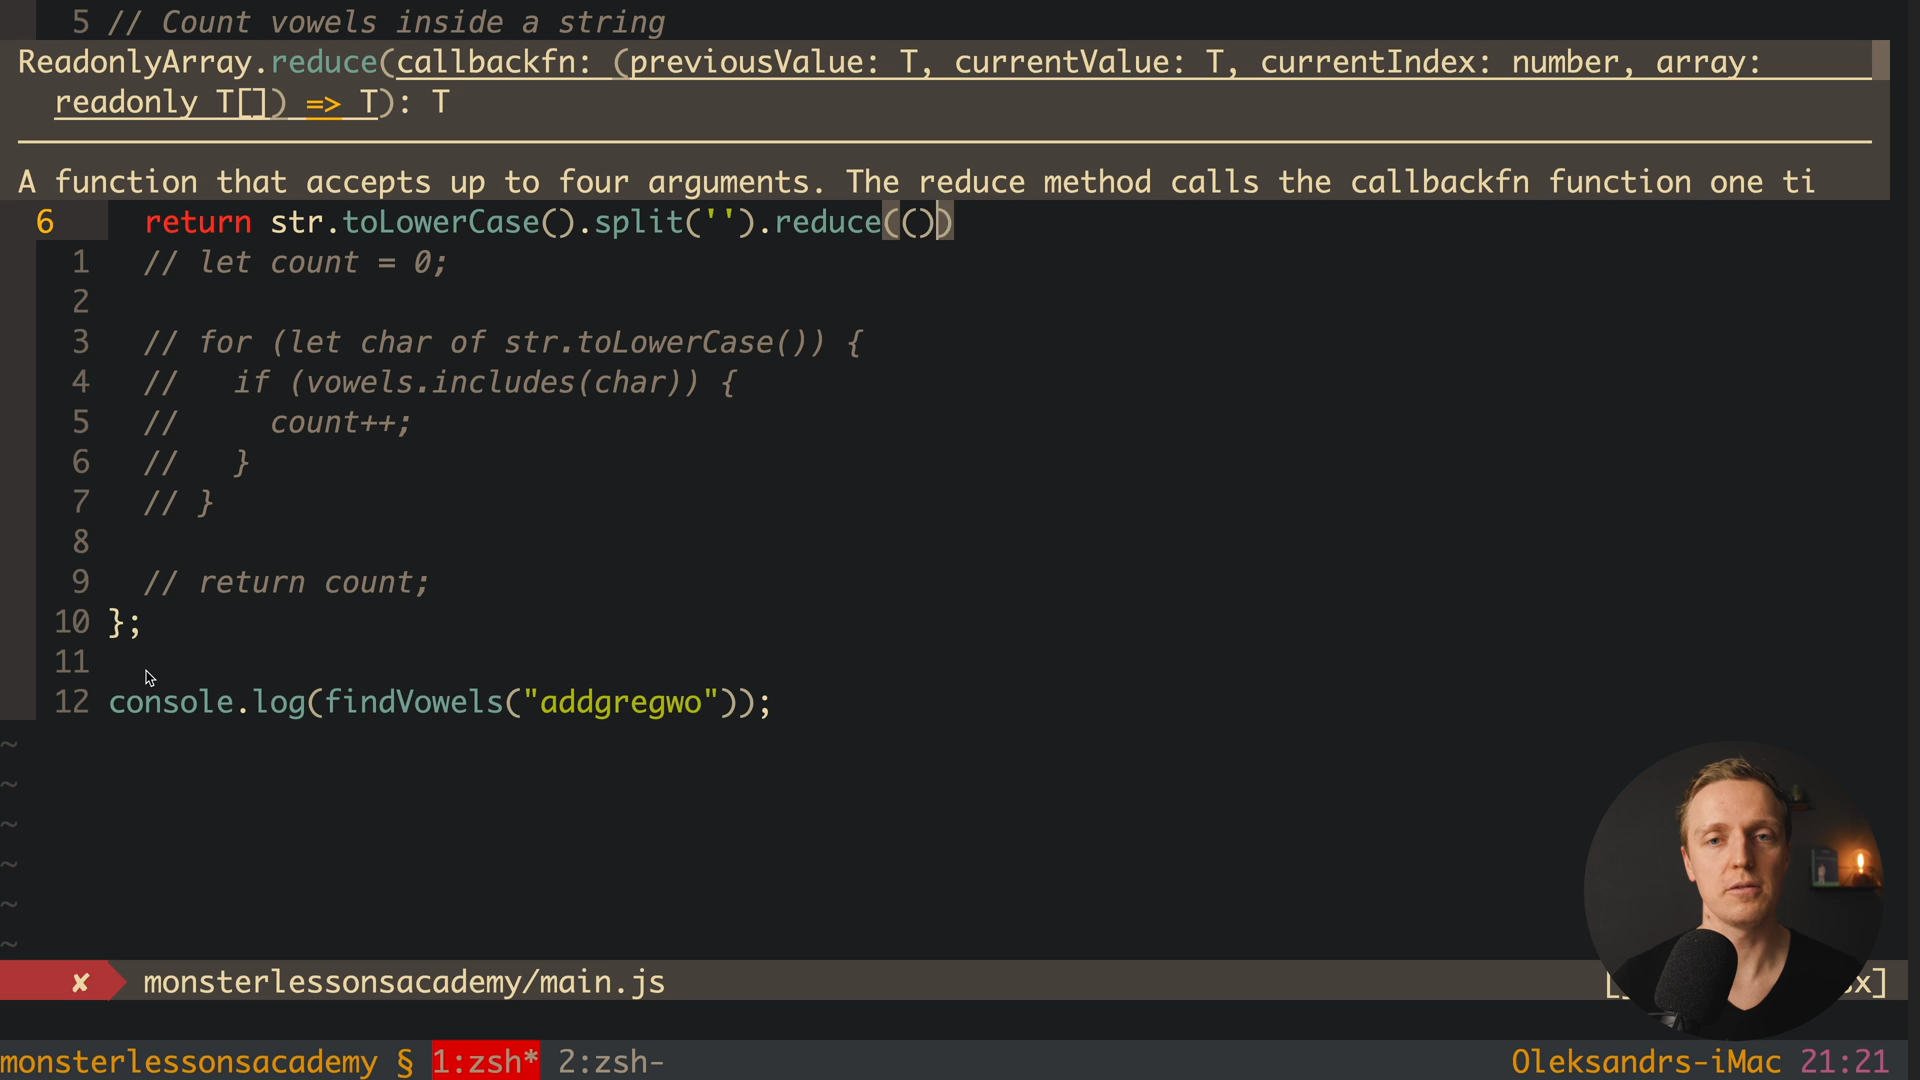 5 // Count vowels inside a string
ReadonlyArray.reduce(callbackfn: (previousValue: T, currentValue: T, currentIndex: number, array:
readonly T[]) => T): T
A function that accepts up to four arguments. The reduce method calls the callbackfn function one ti
6 return str.toLowerCase().split('').reduce(())
1 // let count = 0;
2
3 // for (let char of str.toLowerCase()) {
4 //   if (vowels.includes(char)) {
5 //     count++;
6 //   }
7 // }
8
9 // return count;
10 };
11
12 console.log(findVowels("addgregwo"));
~
~
~
~
~
~
✘ monsterlessonsacademy/main.js
monsterlessonsacademy § 1:zsh* 2:zsh- Oleksandrs-iMac 21:21